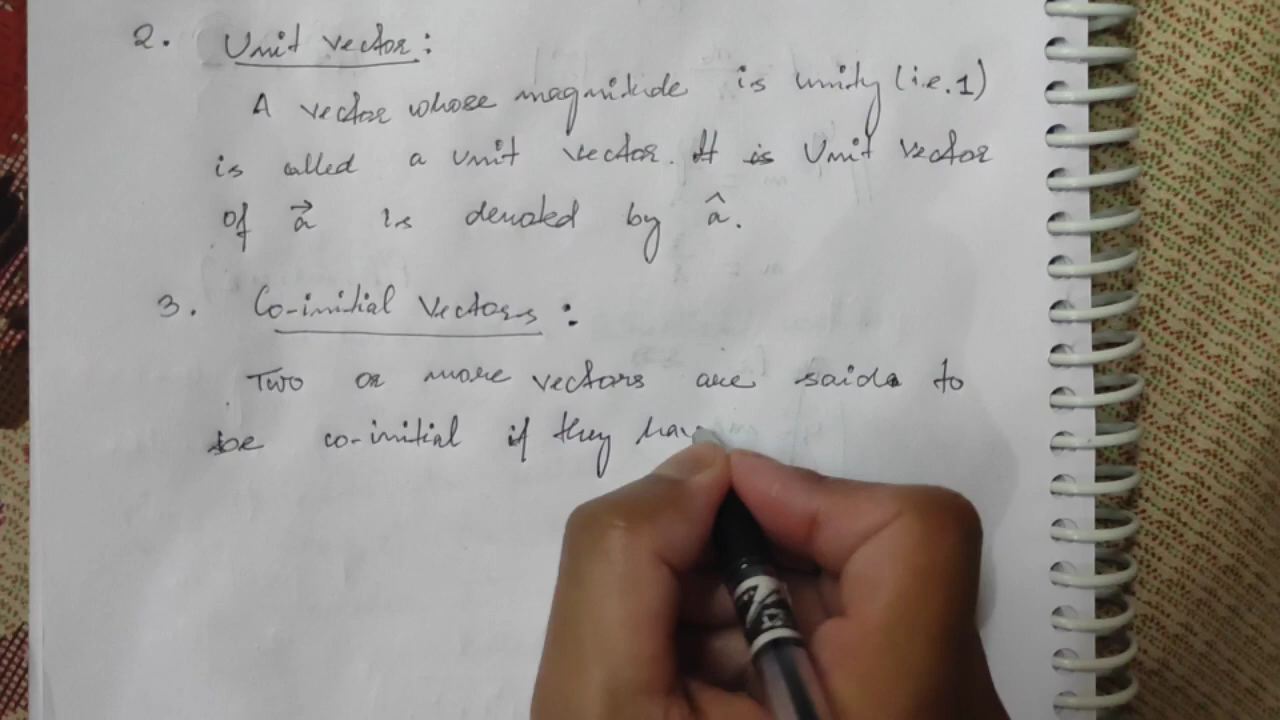 2. Unit vector:
A vector whose magnitude is unity (i.e. 1)
is called a unit vector. It is Unit vector
of a⃗ is denoted by â.
3. Co-initial Vectors:
Two or more vectors are said to
be co-initial if they hav